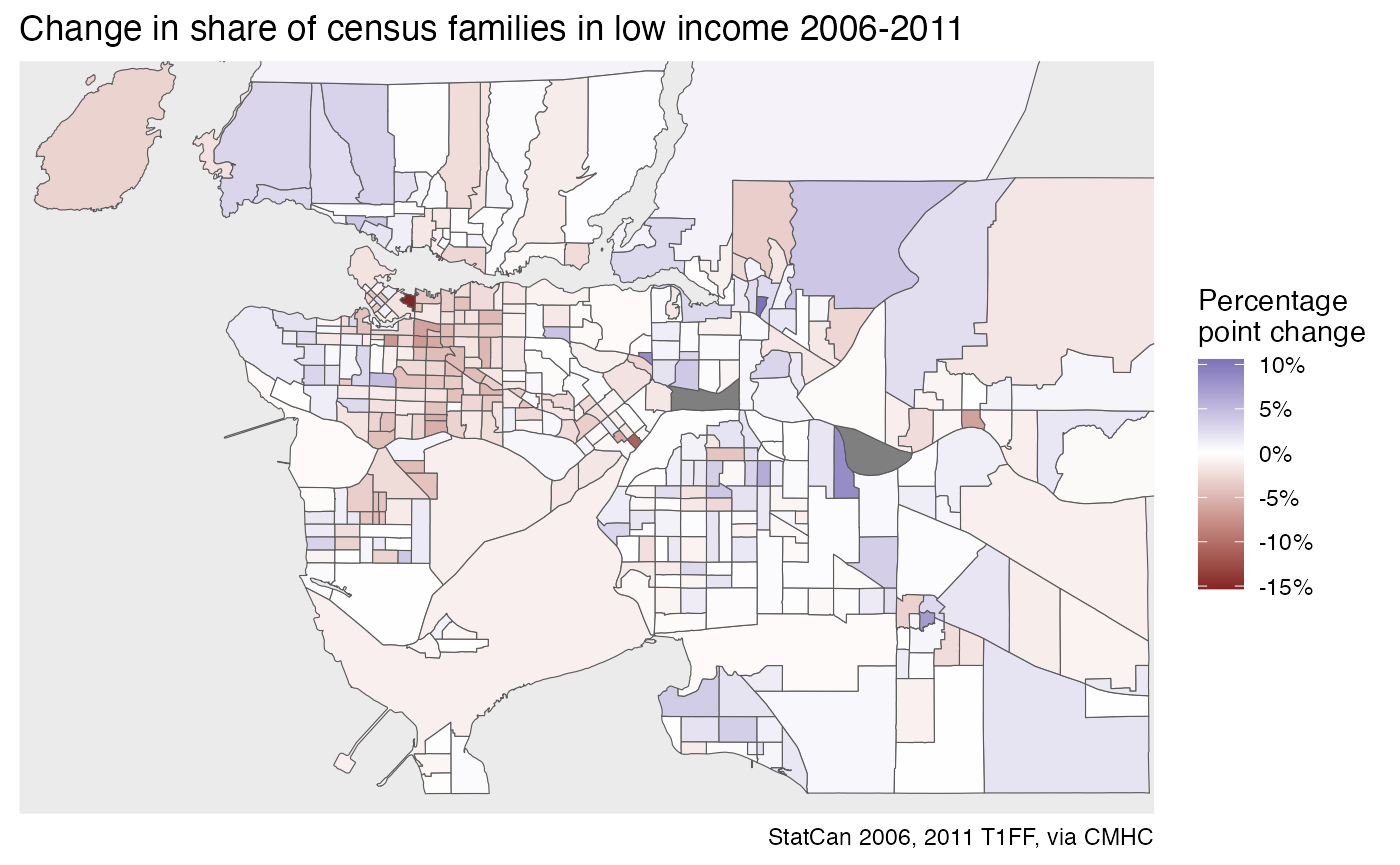 Change in share of census families in low income 2006-2011
Percentage
point change
10%
5%
0%
-5%
-10%
-15%
StatCan 2006, 2011 T1FF, via CMHC